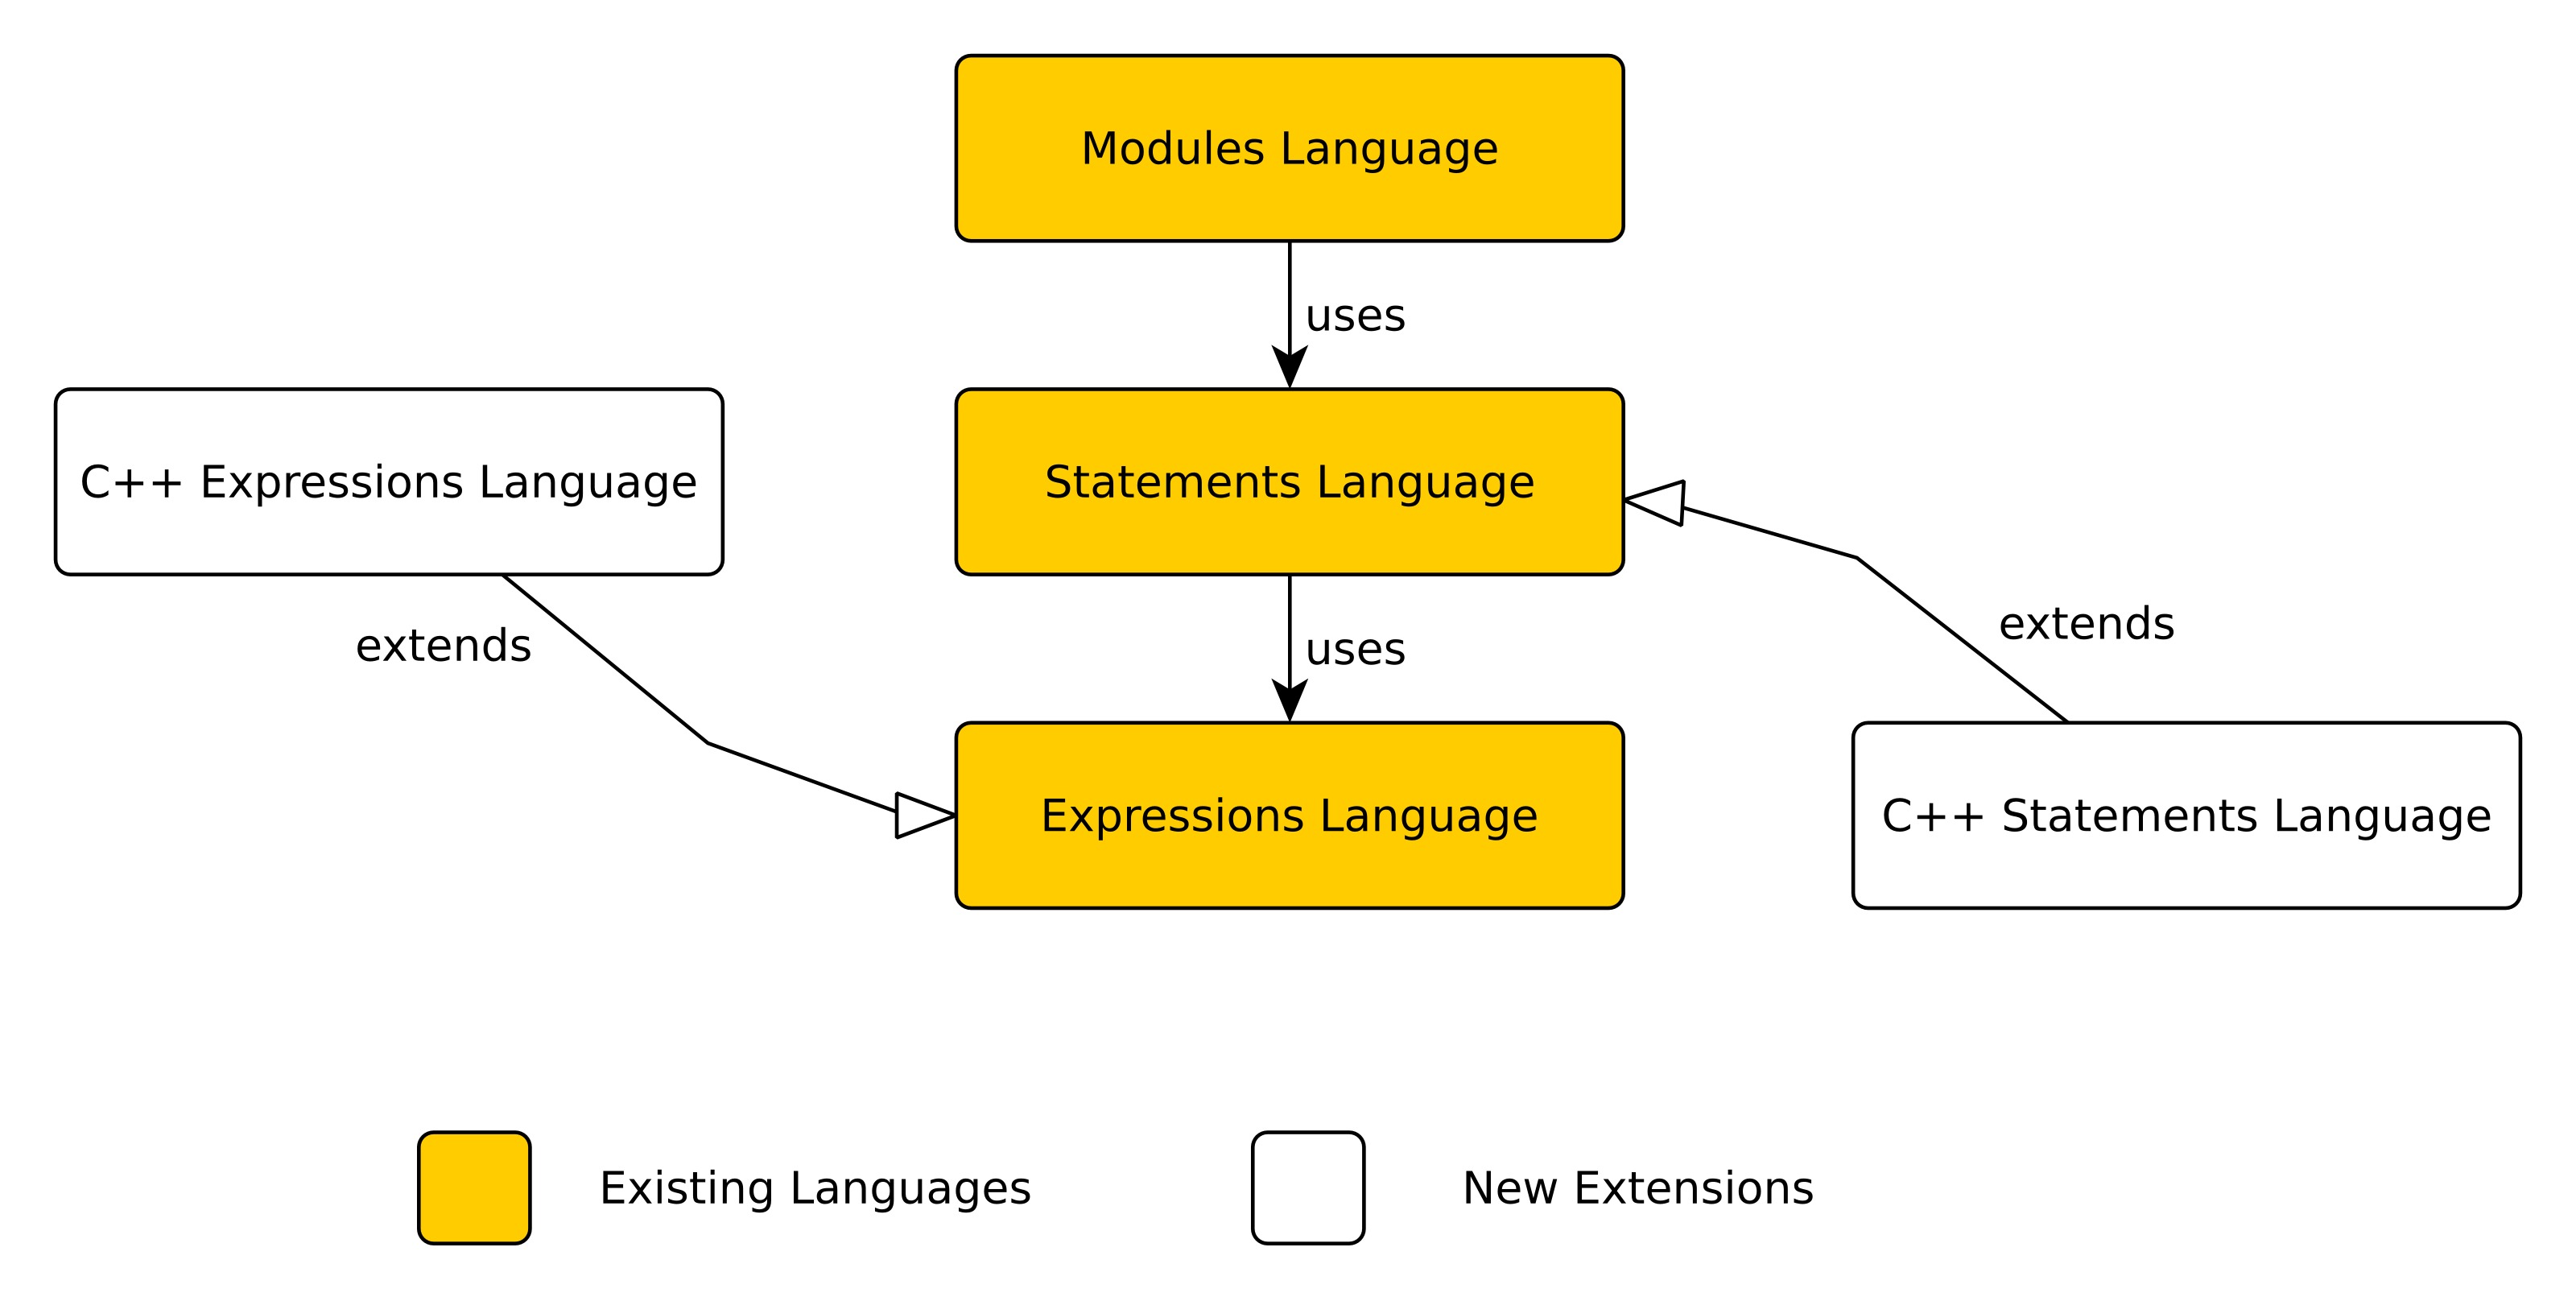 Modules Language
uses
C++ Expressions Language
Statements Language
extends
uses
extends
Expressions Language
C++ Statements Language
Existing Languages
New Extensions